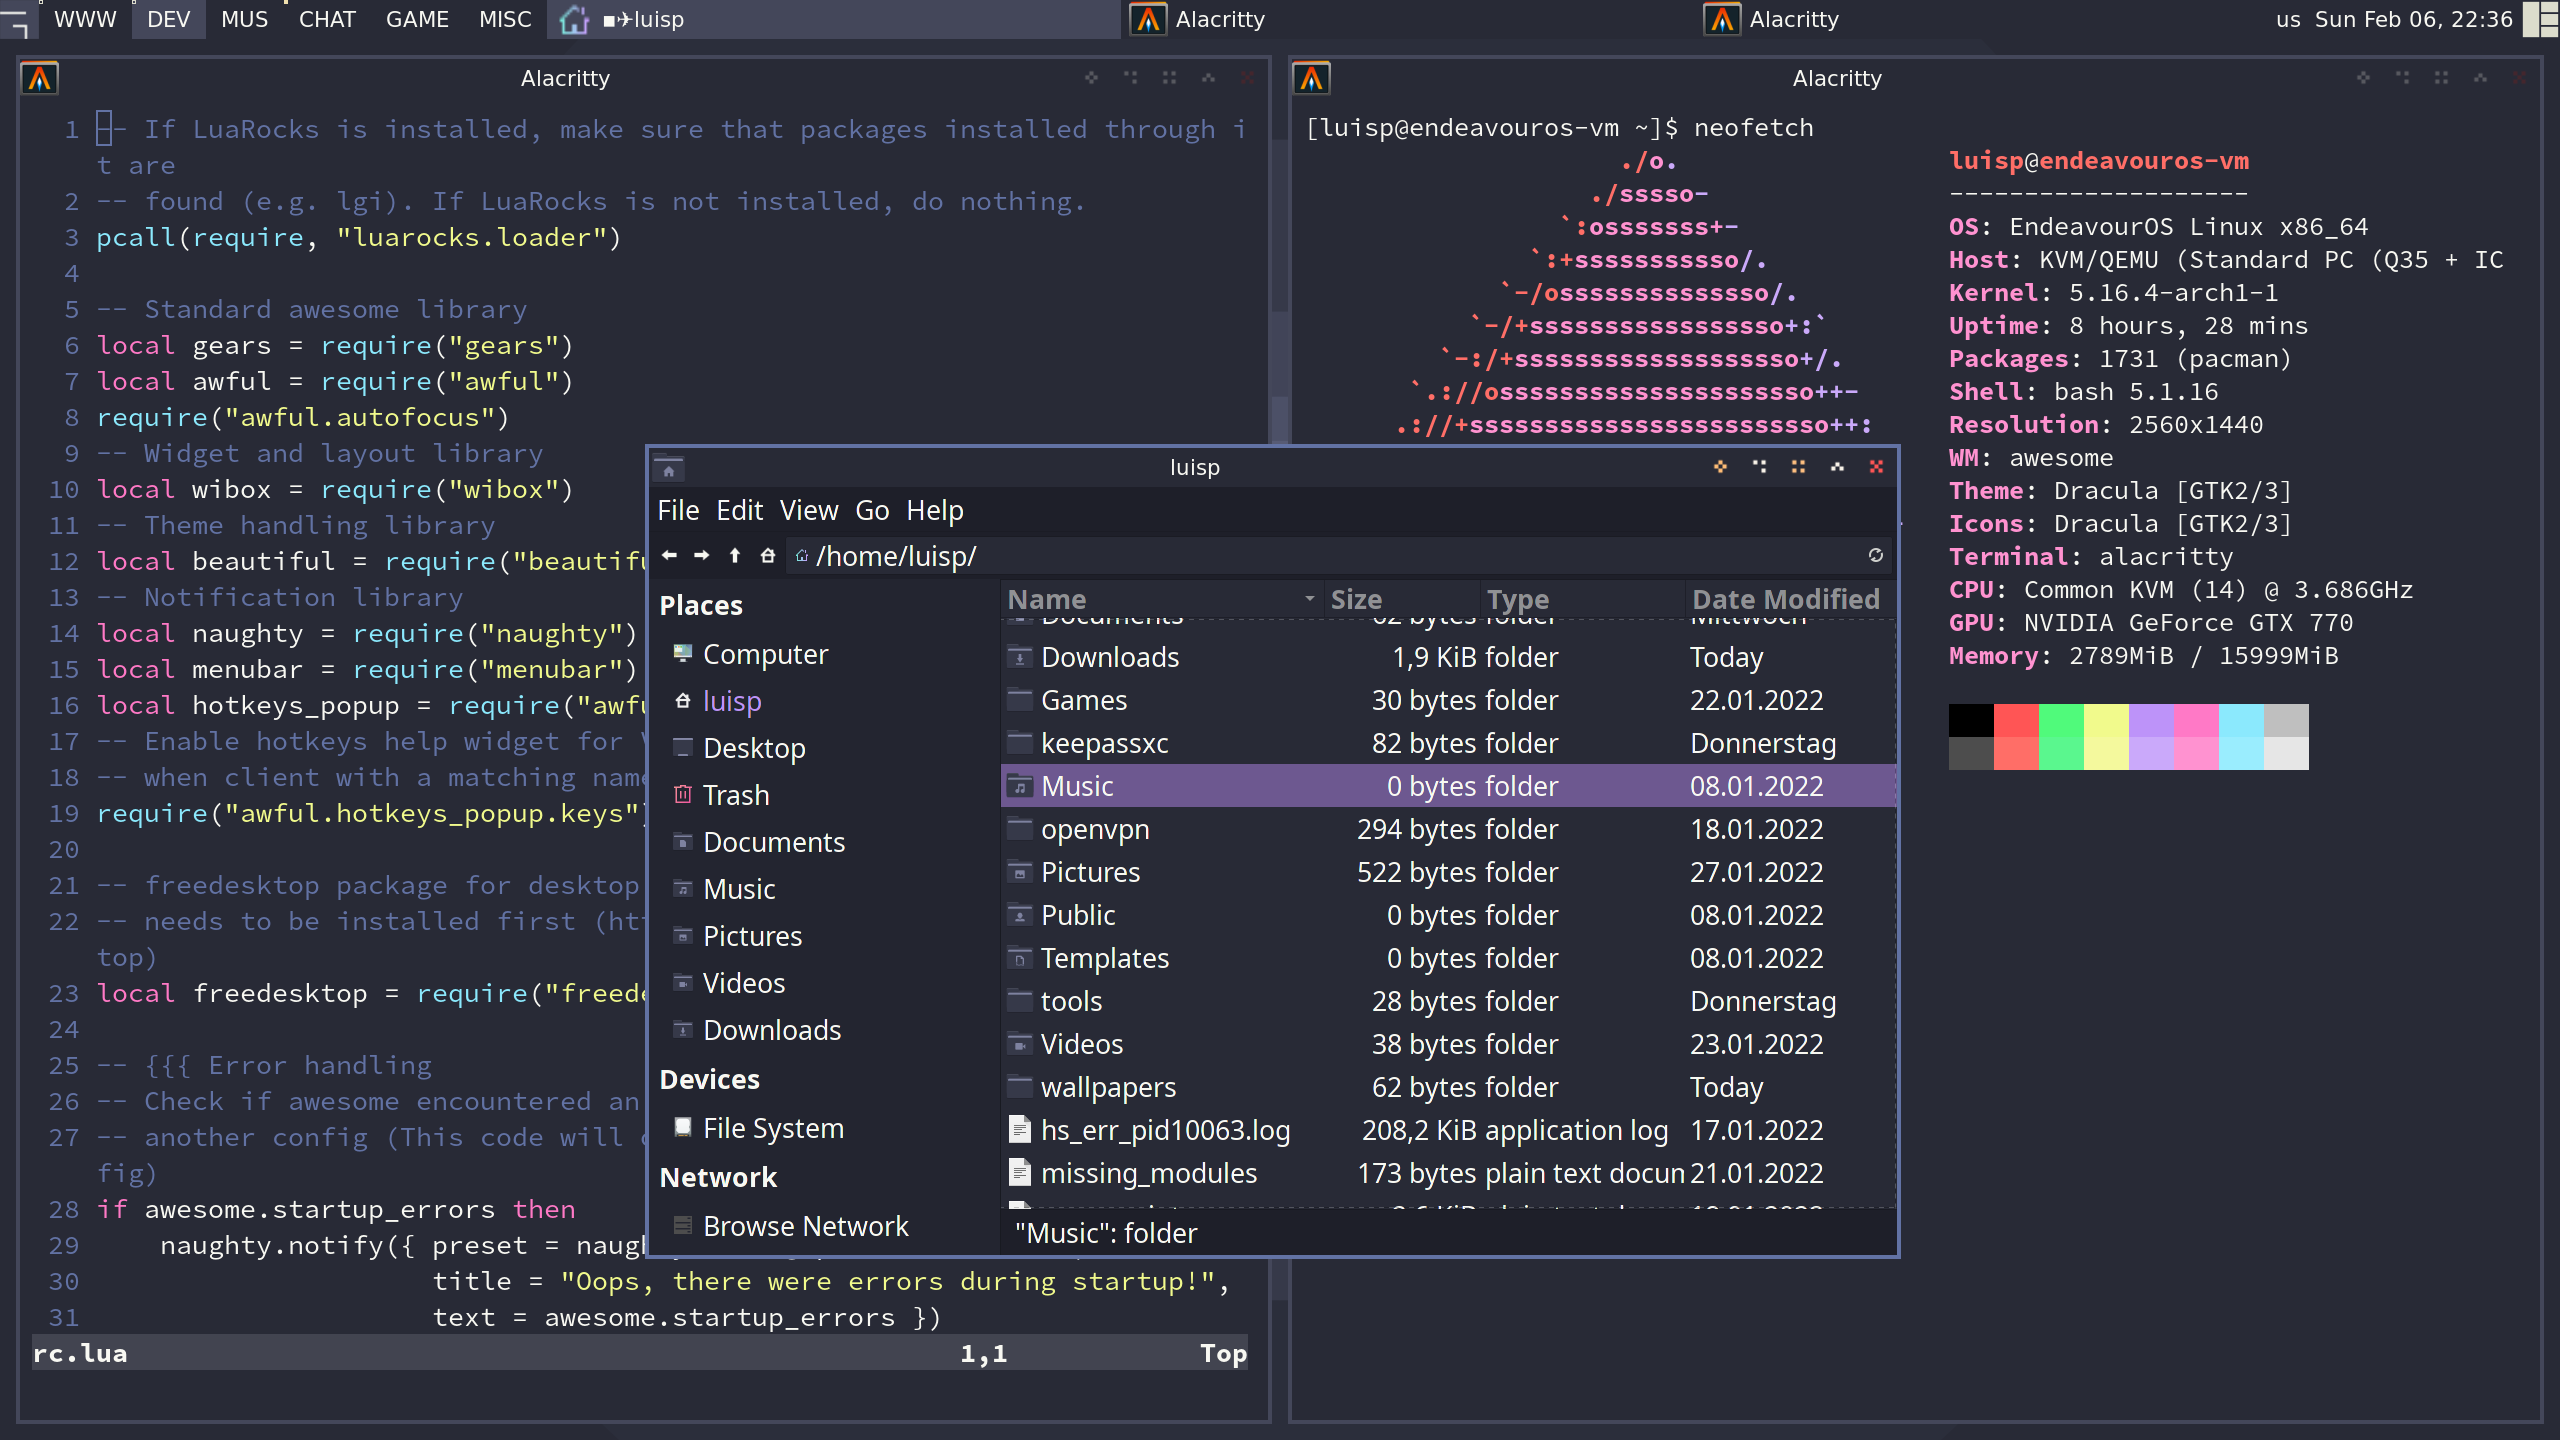 WWW DEV MUS CHAT GAME MISC ■✈luisp Alacritty Alacritty us Sun Feb 06, 22:36
Alacritty
1 -- If LuaRocks is installed, make sure that packages installed through i
t are
2 -- found (e.g. lgi). If LuaRocks is not installed, do nothing.
3 pcall(require, "luarocks.loader")
4
5 -- Standard awesome library
6 local gears = require("gears")
7 local awful = require("awful")
8 require("awful.autofocus")
9 -- Widget and layout library
10 local wibox = require("wibox")
11 -- Theme handling library
12 local beautiful = require("beautifu
13 -- Notification library
14 local naughty = require("naughty")
15 local menubar = require("menubar")
16 local hotkeys_popup = require("awfu
17 -- Enable hotkeys help widget for
18 -- when client with a matching name
19 require("awful.hotkeys_popup.keys")
20
21 -- freedesktop package for desktop
22 -- needs to be installed first (ht
top)
23 local freedesktop = require("freede
24
25 -- {{{ Error handling
26 -- Check if awesome encountered an
27 -- another config (This code will
fig)
28 if awesome.startup_errors then
29 naughty.notify({ preset = naugh
30 title = "Oops, there were errors during startup!",
31 text = awesome.startup_errors })
rc.lua 1,1 Top
Alacritty
[luisp@endeavouros-vm ~]$ neofetch
./o.
./sssso-
`:osssssss+-
`:+sssssssssso/.
`-/ossssssssssssso/.
`-/+sssssssssssssssso+:`
`-:/+sssssssssssssssssso+/.
`.://osssssssssssssssssssso++-
.://+ssssssssssssssssssssssso++:
luisp@endeavouros-vm
--------------------
OS: EndeavourOS Linux x86_64
Host: KVM/QEMU (Standard PC (Q35 + IC
Kernel: 5.16.4-arch1-1
Uptime: 8 hours, 28 mins
Packages: 1731 (pacman)
Shell: bash 5.1.16
Resolution: 2560x1440
WM: awesome
Theme: Dracula [GTK2/3]
Icons: Dracula [GTK2/3]
Terminal: alacritty
CPU: Common KVM (14) @ 3.686GHz
GPU: NVIDIA GeForce GTX 770
Memory: 2789MiB / 15999MiB
luisp
File Edit View Go Help
/home/luisp/
Places
Computer
luisp
Desktop
Trash
Documents
Music
Pictures
Videos
Downloads
Devices
File System
Network
Browse Network
Name Size Type Date Modified
Documents 62 bytes folder Mittwoch
Downloads 1,9 KiB folder Today
Games 30 bytes folder 22.01.2022
keepassxc 82 bytes folder Donnerstag
Music 0 bytes folder 08.01.2022
openvpn 294 bytes folder 18.01.2022
Pictures 522 bytes folder 27.01.2022
Public 0 bytes folder 08.01.2022
Templates 0 bytes folder 08.01.2022
tools 28 bytes folder Donnerstag
Videos 38 bytes folder 23.01.2022
wallpapers 62 bytes folder Today
hs_err_pid10063.log 208,2 KiB application log 17.01.2022
missing_modules 173 bytes plain text docun 21.01.2022
"Music": folder